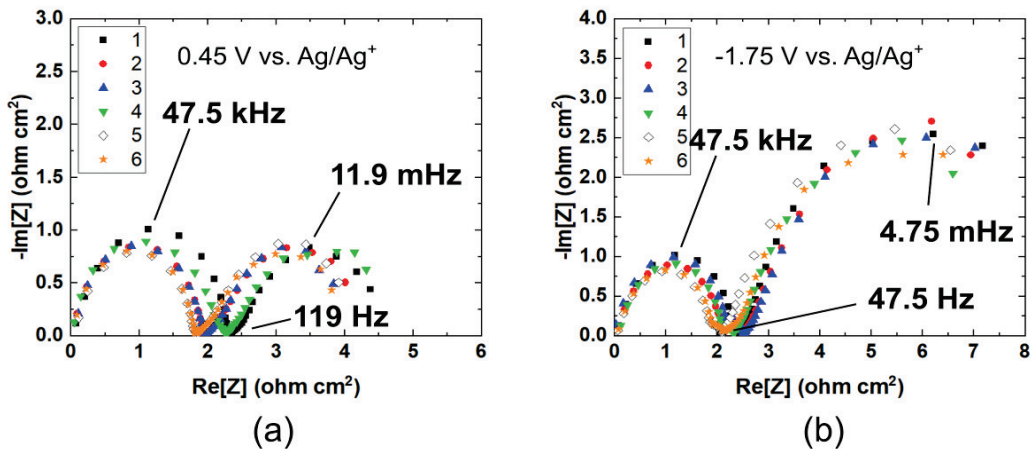 0.45 V vs. Ag/Ag+
1
2
3
4
5
6
47.5 kHz
11.9 mHz
119 Hz
3.0
2.5
2.0
1.5
1.0
0.5
0.0
-Im[Z] (ohm cm2)
0 1 2 3 4 5 6
Re[Z] (ohm cm2)
(a)
-1.75 V vs. Ag/Ag+
1
2
3
4
5
6
47.5 kHz
4.75 mHz
47.5 Hz
4.0
3.5
3.0
2.5
2.0
1.5
1.0
0.5
0.0
-Im[Z] (ohm cm2)
0 1 2 3 4 5 6 7 8
Re[Z] (ohm cm2)
(b)